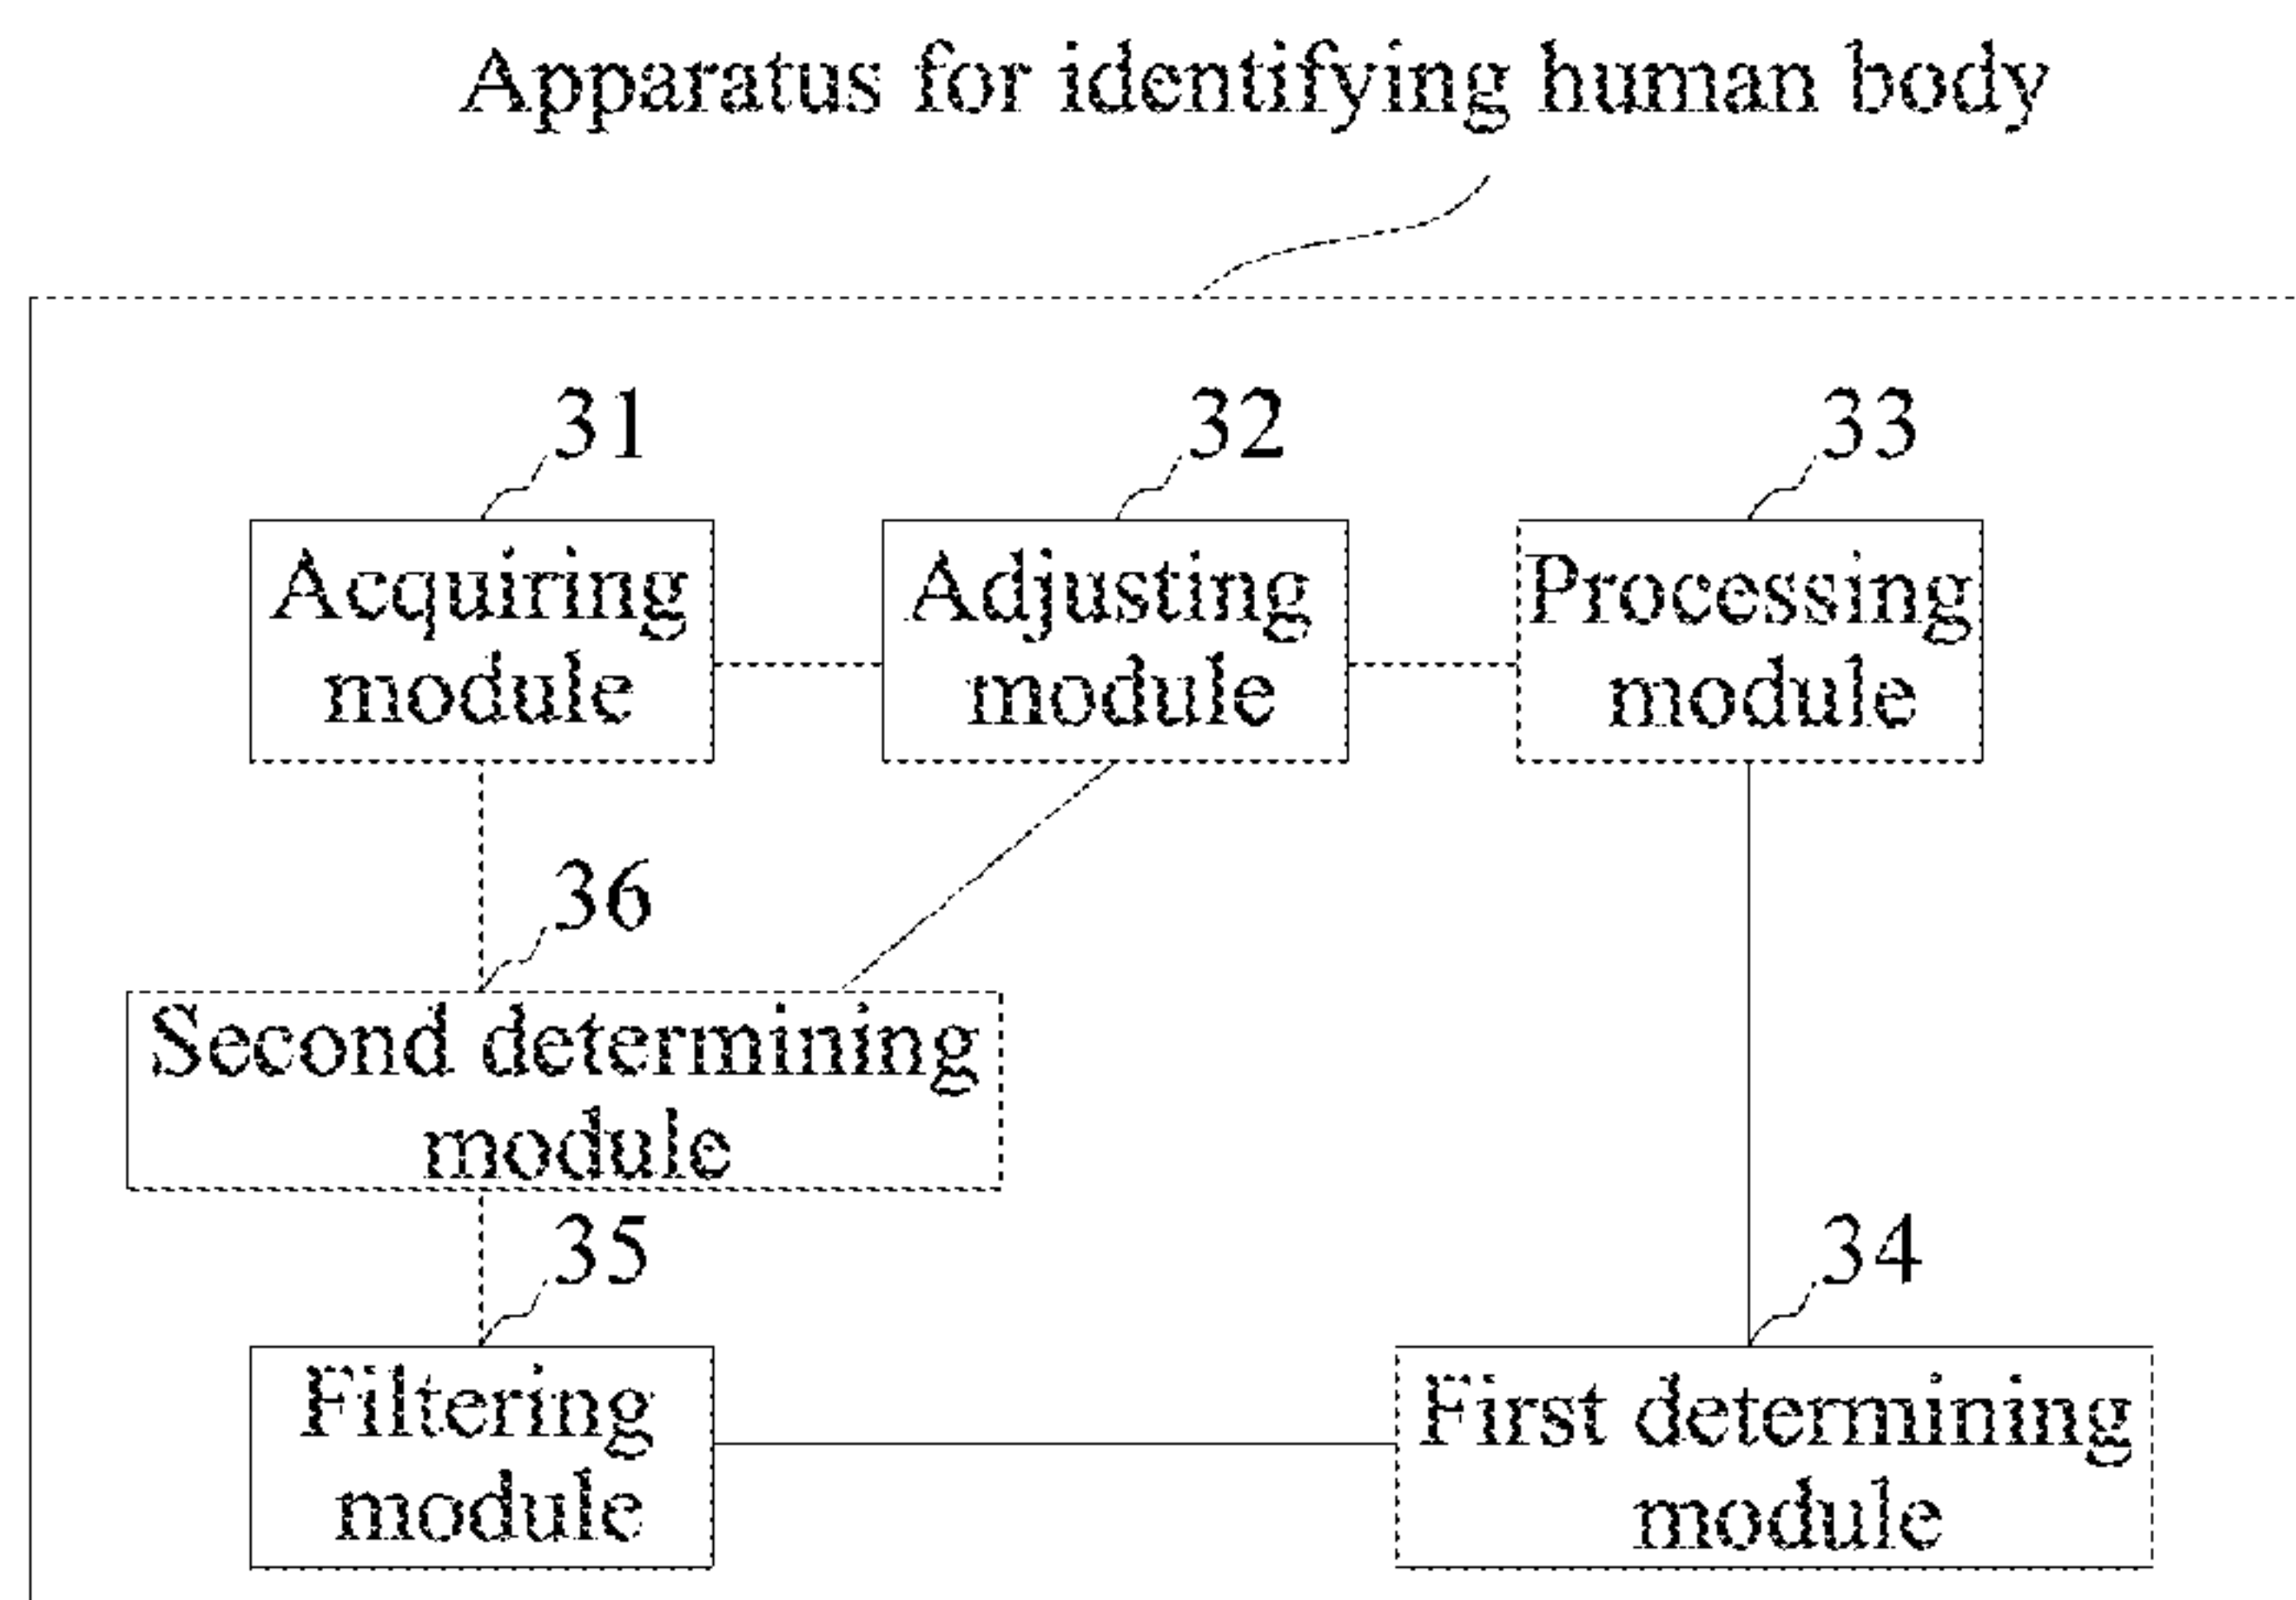 Apparatus for identifying human body
31
32
33
Acquiring
module
Adjusting
module
Processing
module
36
Second determining
module
35
34
Filtering
module
First determining
module